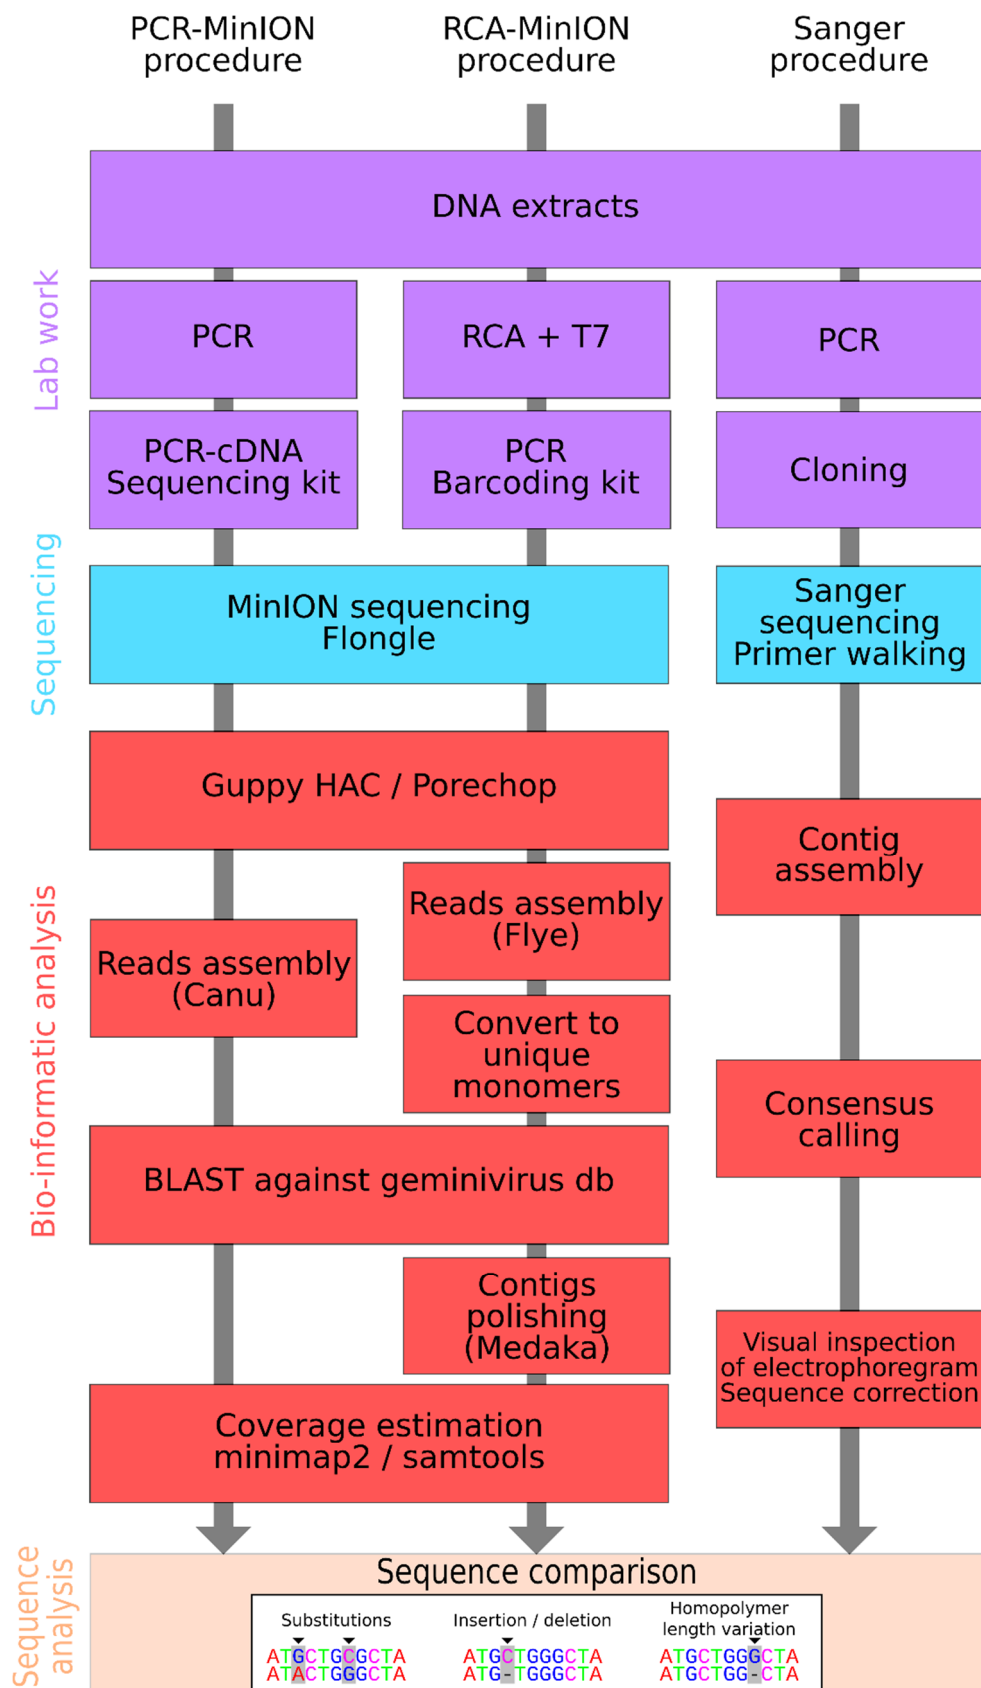 PCR-MinION
procedure
RCA-MinION
procedure
Sanger
procedure
DNA extracts
Lab work
PCR
RCA + T7
PCR
PCR-cDNA
Sequencing kit
PCR
Barcoding kit
Cloning
Sequencing
MinION sequencing
Flongle
Sanger
sequencing
Primer walking
Bio-informatic analysis
Guppy HAC / Porechop
Contig
assembly
Reads assembly
(Flye)
Reads assembly
(Canu)
Convert to
unique
monomers
Consensus
calling
BLAST against geminivirus db
Contigs
polishing
(Medaka)
Visual inspection
of electrophoregram
Sequence correction
Coverage estimation
minimap2 / samtools
Sequence
analysis
Sequence comparison
Substitutions
ATGCTGCGCTA
ATACTGGGCTA
Insertion / deletion
ATGCTGGGCTA
ATG-TGGGCTA
Homopolymer
length variation
ATGCTGGGCTA
ATGCTGG-CTA